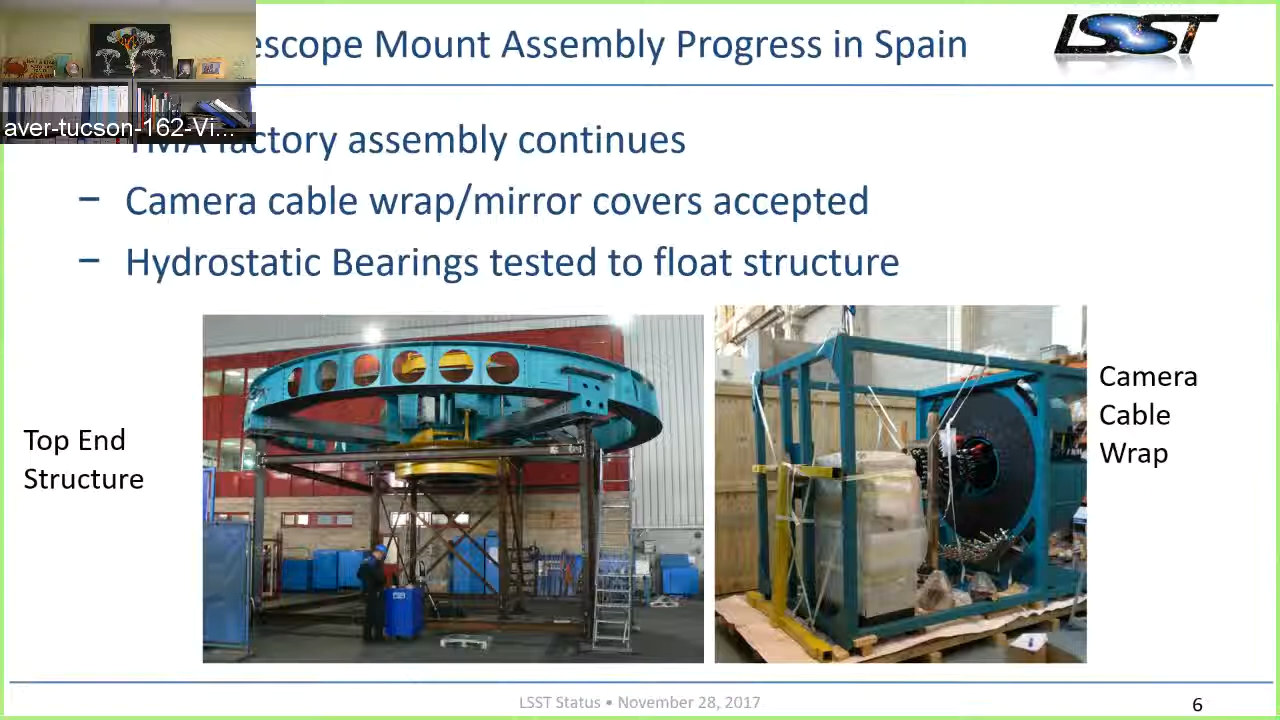 escope Mount Assembly Progress in Spain
LSST
aver-tucson-162-Vi...
TMA factory assembly continues
– Camera cable wrap/mirror covers accepted
– Hydrostatic Bearings tested to float structure
Top End
Structure
Camera
Cable
Wrap
LSST Status • November 28, 2017
6